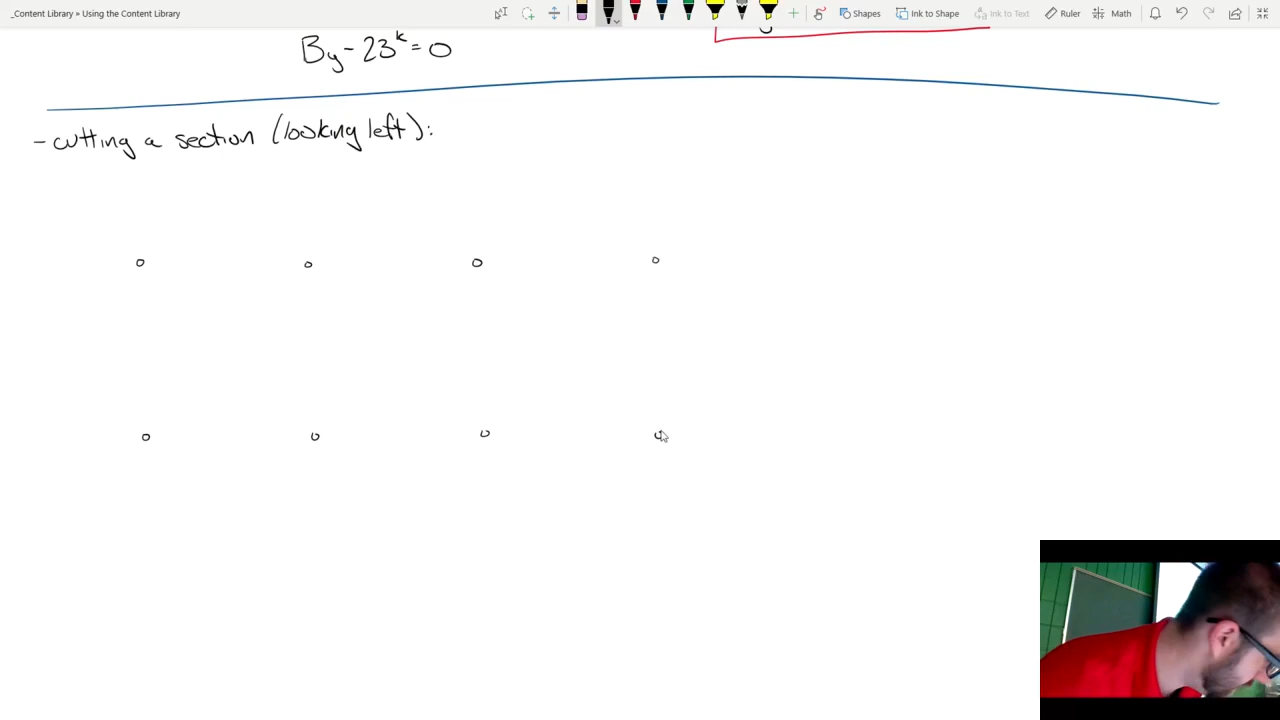 _Content Library » Using the Content Library
Shapes
Ink to Shape
Ink to Text
Ruler
Math
By - 23ᵏ = 0
- cutting a section (looking left):